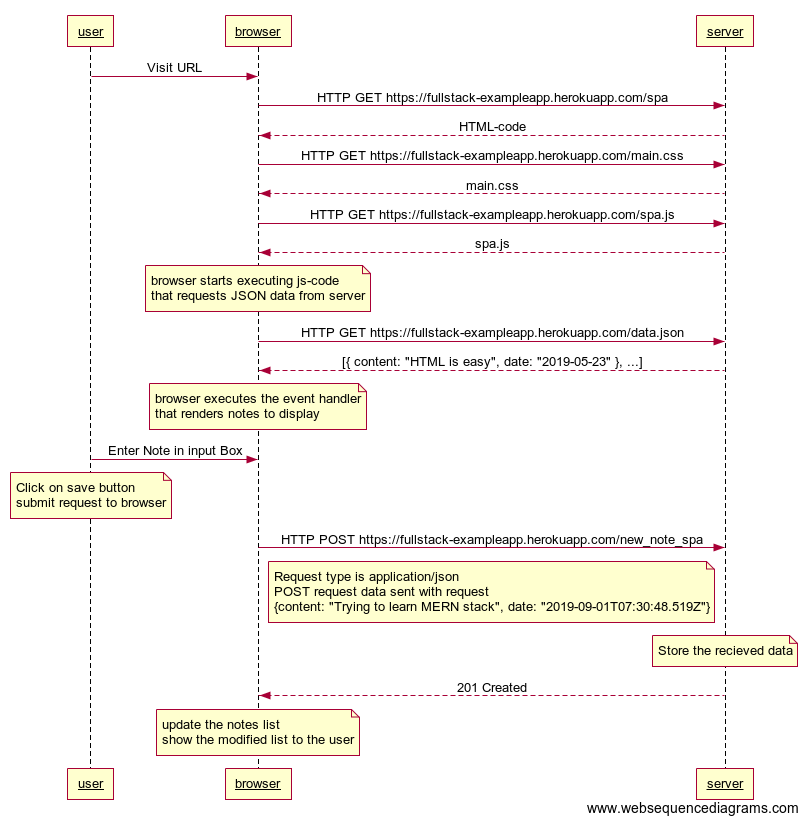 user
browser
server
Visit URL
HTTP GET https://fullstack-exampleapp.herokuapp.com/spa
HTML-code
HTTP GET https://fullstack-exampleapp.herokuapp.com/main.css
main.css
HTTP GET https://fullstack-exampleapp.herokuapp.com/spa.js
spa.js
browser starts executing js-code
that requests JSON data from server
HTTP GET https://fullstack-exampleapp.herokuapp.com/data.json
[{ content: "HTML is easy", date: "2019-05-23" }, ...]
browser executes the event handler
that renders notes to display
Enter Note in input Box
Click on save button
submit request to browser
HTTP POST https://fullstack-exampleapp.herokuapp.com/new_note_spa
Request type is application/json
POST request data sent with request
{content: "Trying to learn MERN stack", date: "2019-09-01T07:30:48.519Z"}
Store the recieved data
201 Created
update the notes list
show the modified list to the user
user
browser
server
www.websequencediagrams.com